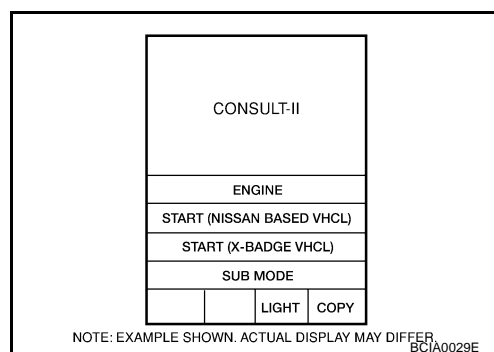 CONSULT-II
ENGINE
START (NISSAN BASED VHCL)
START (X-BADGE VHCL)
SUB MODE
LIGHT COPY
NOTE: EXAMPLE SHOWN. ACTUAL DISPLAY MAY DIFFER.
BCIA0029E